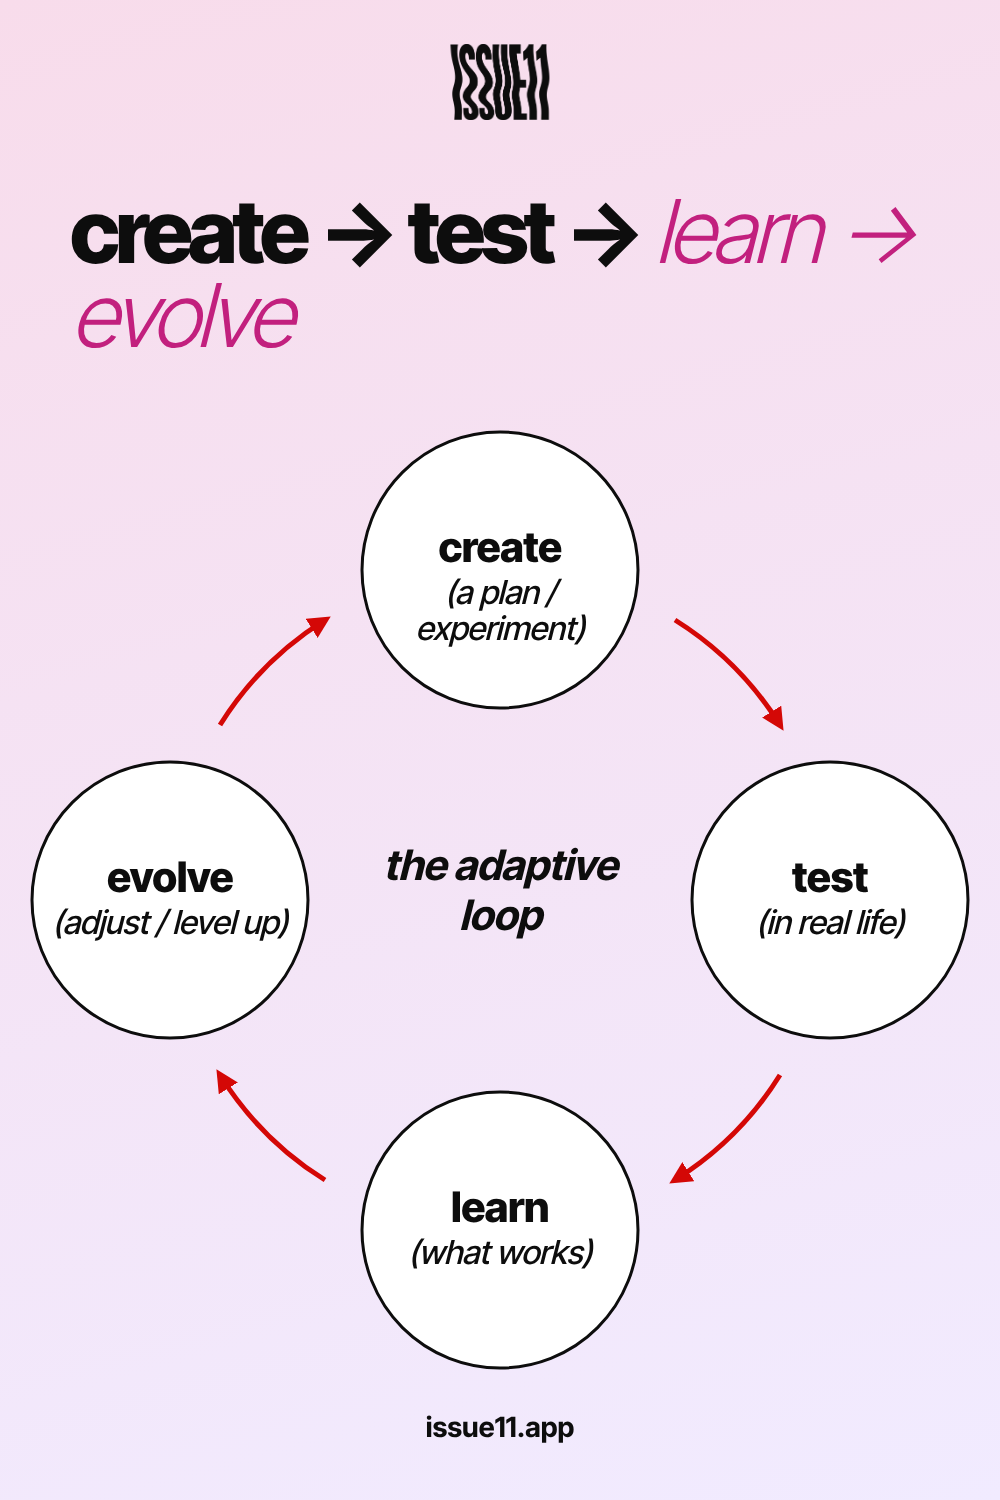 ISSUE11
create → test → learn →
evolve
create
(a plan /
experiment)
evolve
(adjust / level up)
the adaptive
loop
test
(in real life)
learn
(what works)
issue11.app